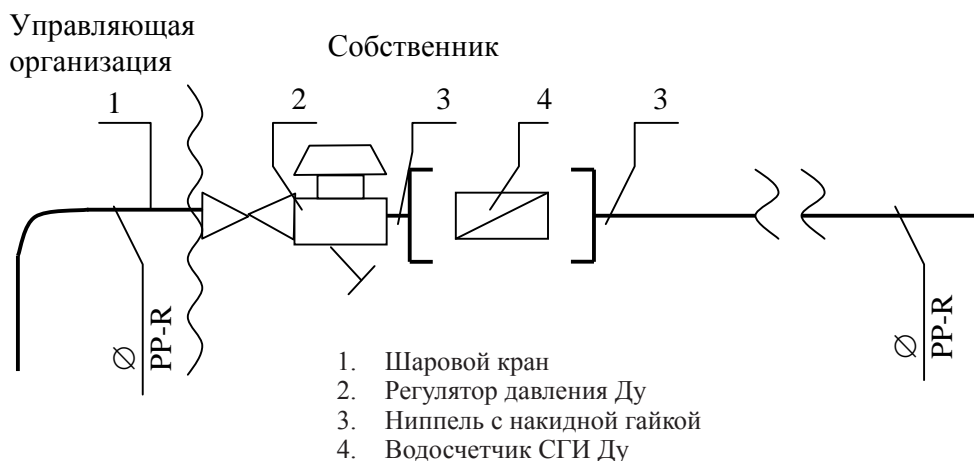 Управляющая
организация
Собственник
1
2
3
4
3
∅
PP-R
∅
PP-R
1. Шаровой кран
2. Регулятор давления Ду
3. Ниппель с накидной гайкой
4. Водосчетчик СГИ Ду